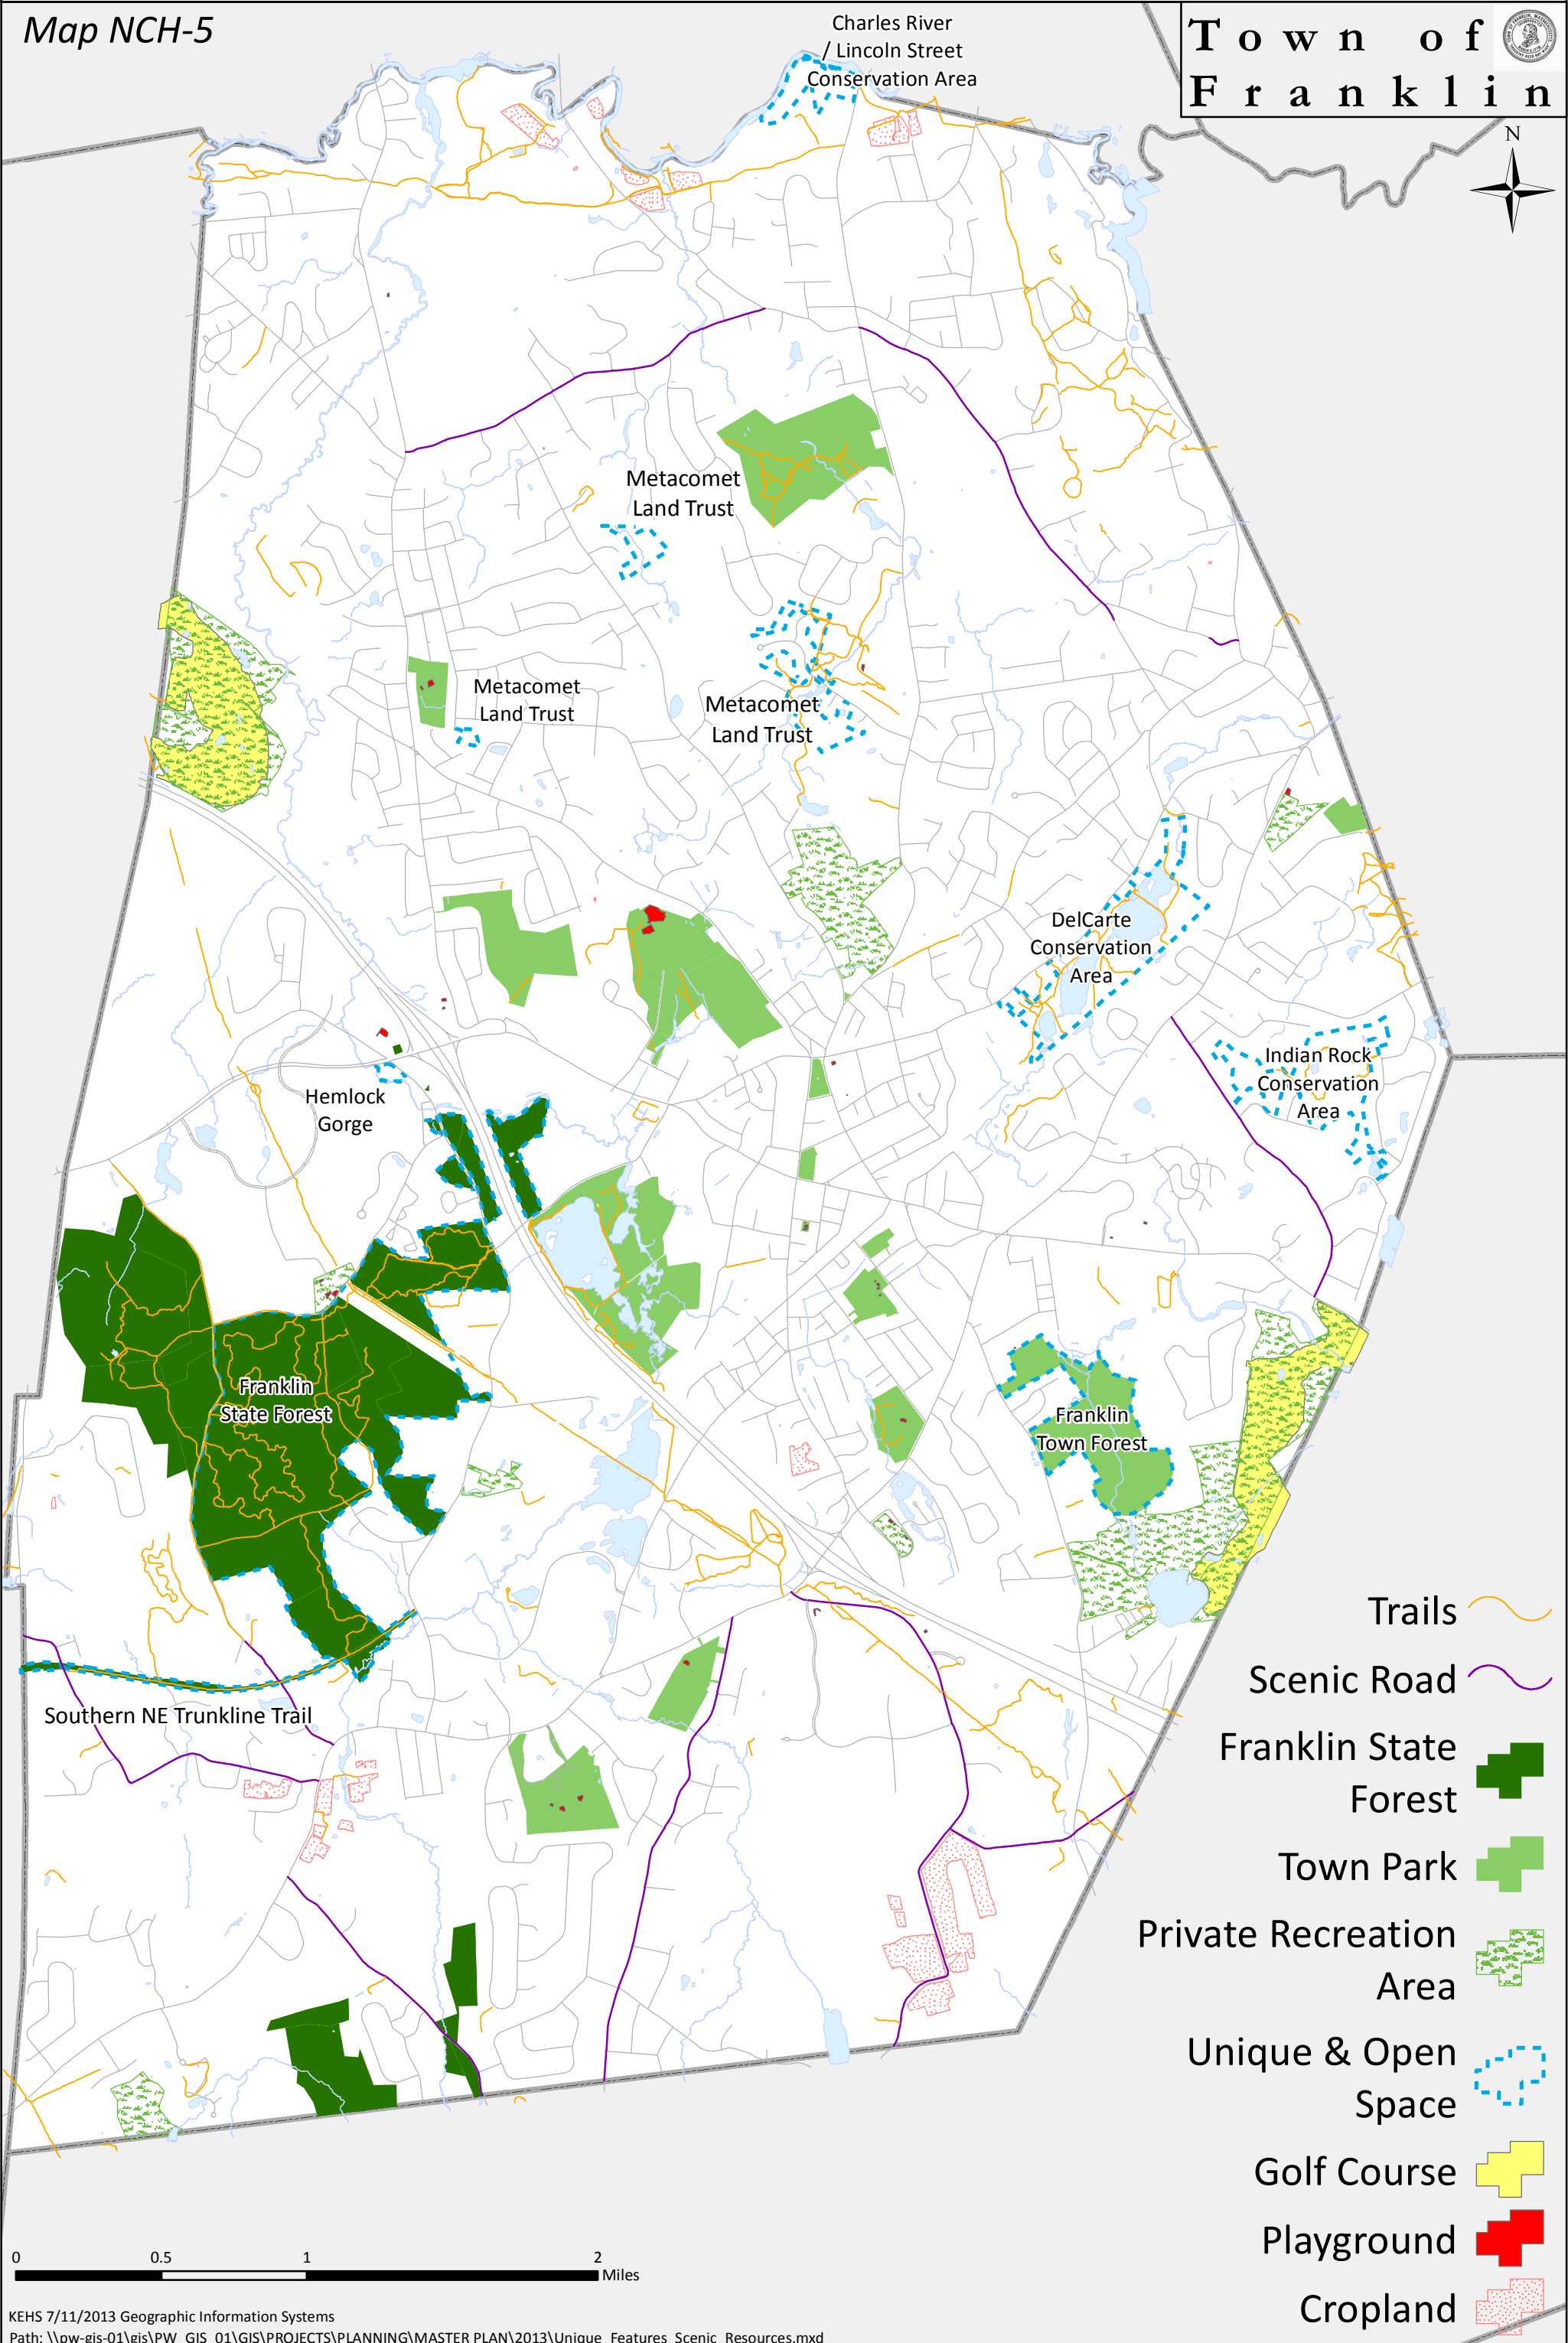 Map NCH-5
Charles River
/ Lincoln Street
Conservation Area
Town of
Franklin
N
Metacomet
Land Trust
Metacomet
Land Trust
Metacomet
Land Trust
DelCarte
Conservation
Area
Indian Rock
Conservation
Area
Hemlock
Gorge
Franklin
State Forest
Franklin
Town Forest
Southern NE Trunkline Trail
Trails
Scenic Road
Franklin State
Forest
Town Park
Private Recreation
Area
Unique & Open
Space
Golf Course
Playground
Cropland
0 0.5 1 2
Miles
KEHS 7/11/2013 Geographic Information Systems
Path: \\pw-gis-01\gis\PW_GIS_01\GIS\PROJECTS\PLANNING\MASTER PLAN\2013\Unique_Features_Scenic_Resources.mxd